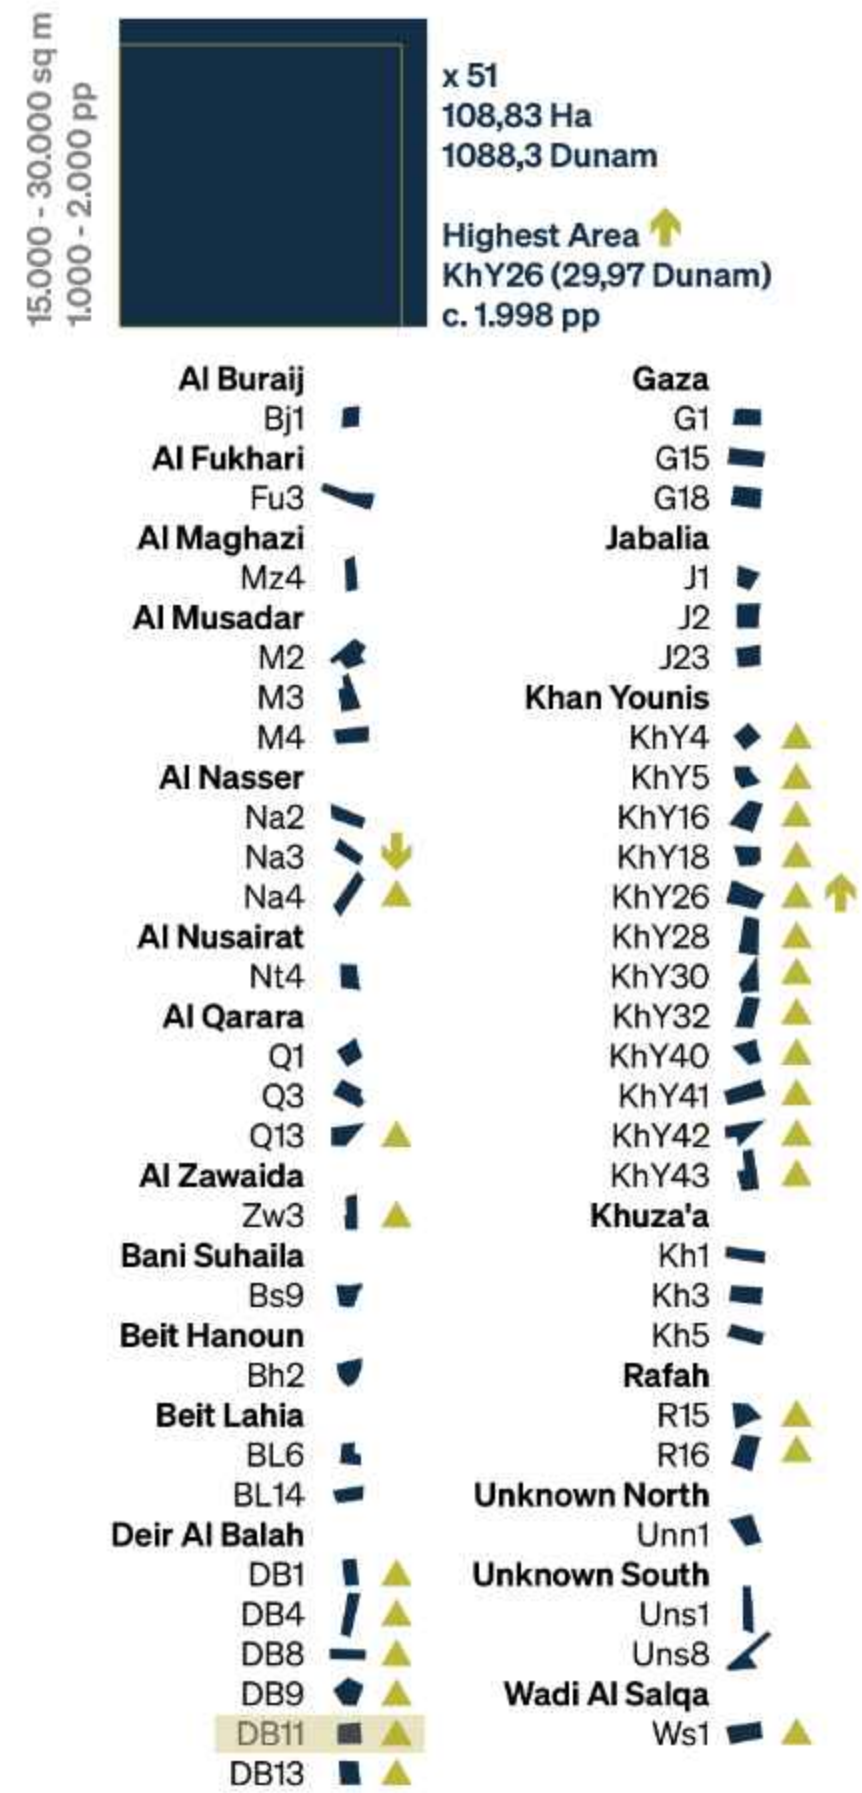 15.000 - 30.000 sq m
1.000 - 2.000 pp
x 51
108,83 Ha
1088,3 Dunam
Highest Area
KhY26 (29,97 Dunam)
c. 1.998 pp
Al Buraij
Bj1
Al Fukhari
Fu3
Al Maghazi
Mz4
Al Musadar
M2
M3
M4
Al Nasser
Na2
Na3
Na4
Al Nusairat
Nt4
Al Qarara
Q1
Q3
Q13
Al Zawaida
Zw3
Bani Suhaila
Bs9
Beit Hanoun
Bh2
Beit Lahia
BL6
BL14
Deir Al Balah
DB1
DB4
DB8
DB9
DB11
DB13
Gaza
G1
G15
G18
Jabalia
J1
J2
J23
Khan Younis
KhY4
KhY5
KhY16
KhY18
KhY26
KhY28
KhY30
KhY32
KhY40
KhY41
KhY42
KhY43
Khuza'a
Kh1
Kh3
Kh5
Rafah
R15
R16
Unknown North
Unn1
Unknown South
Uns1
Uns8
Wadi Al Salqa
Ws1